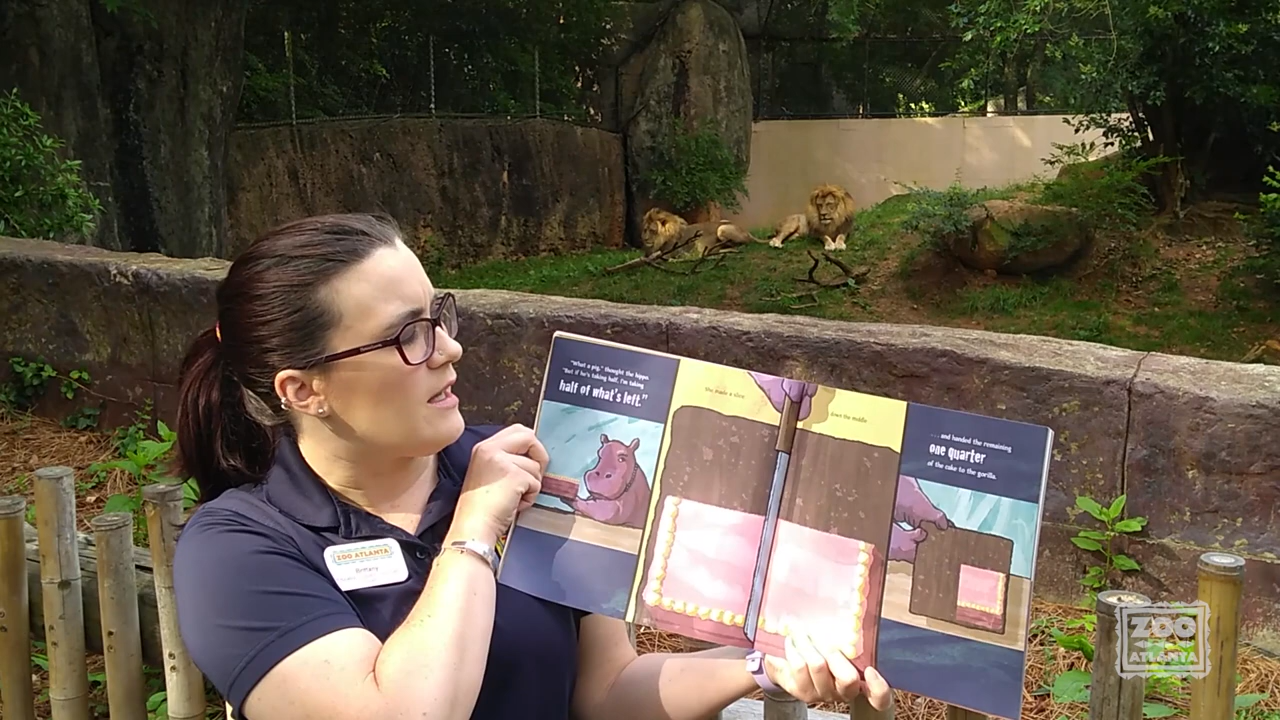 "What a pig," thought the hippo.
"But if he's taking half, I'm taking
half of what's left."
She made a slice
down the middle
. . . and handed the remaining
one quarter
of the cake to the gorilla.
ZOO ATLANTA
Brittany
ZOO
ATLANTA